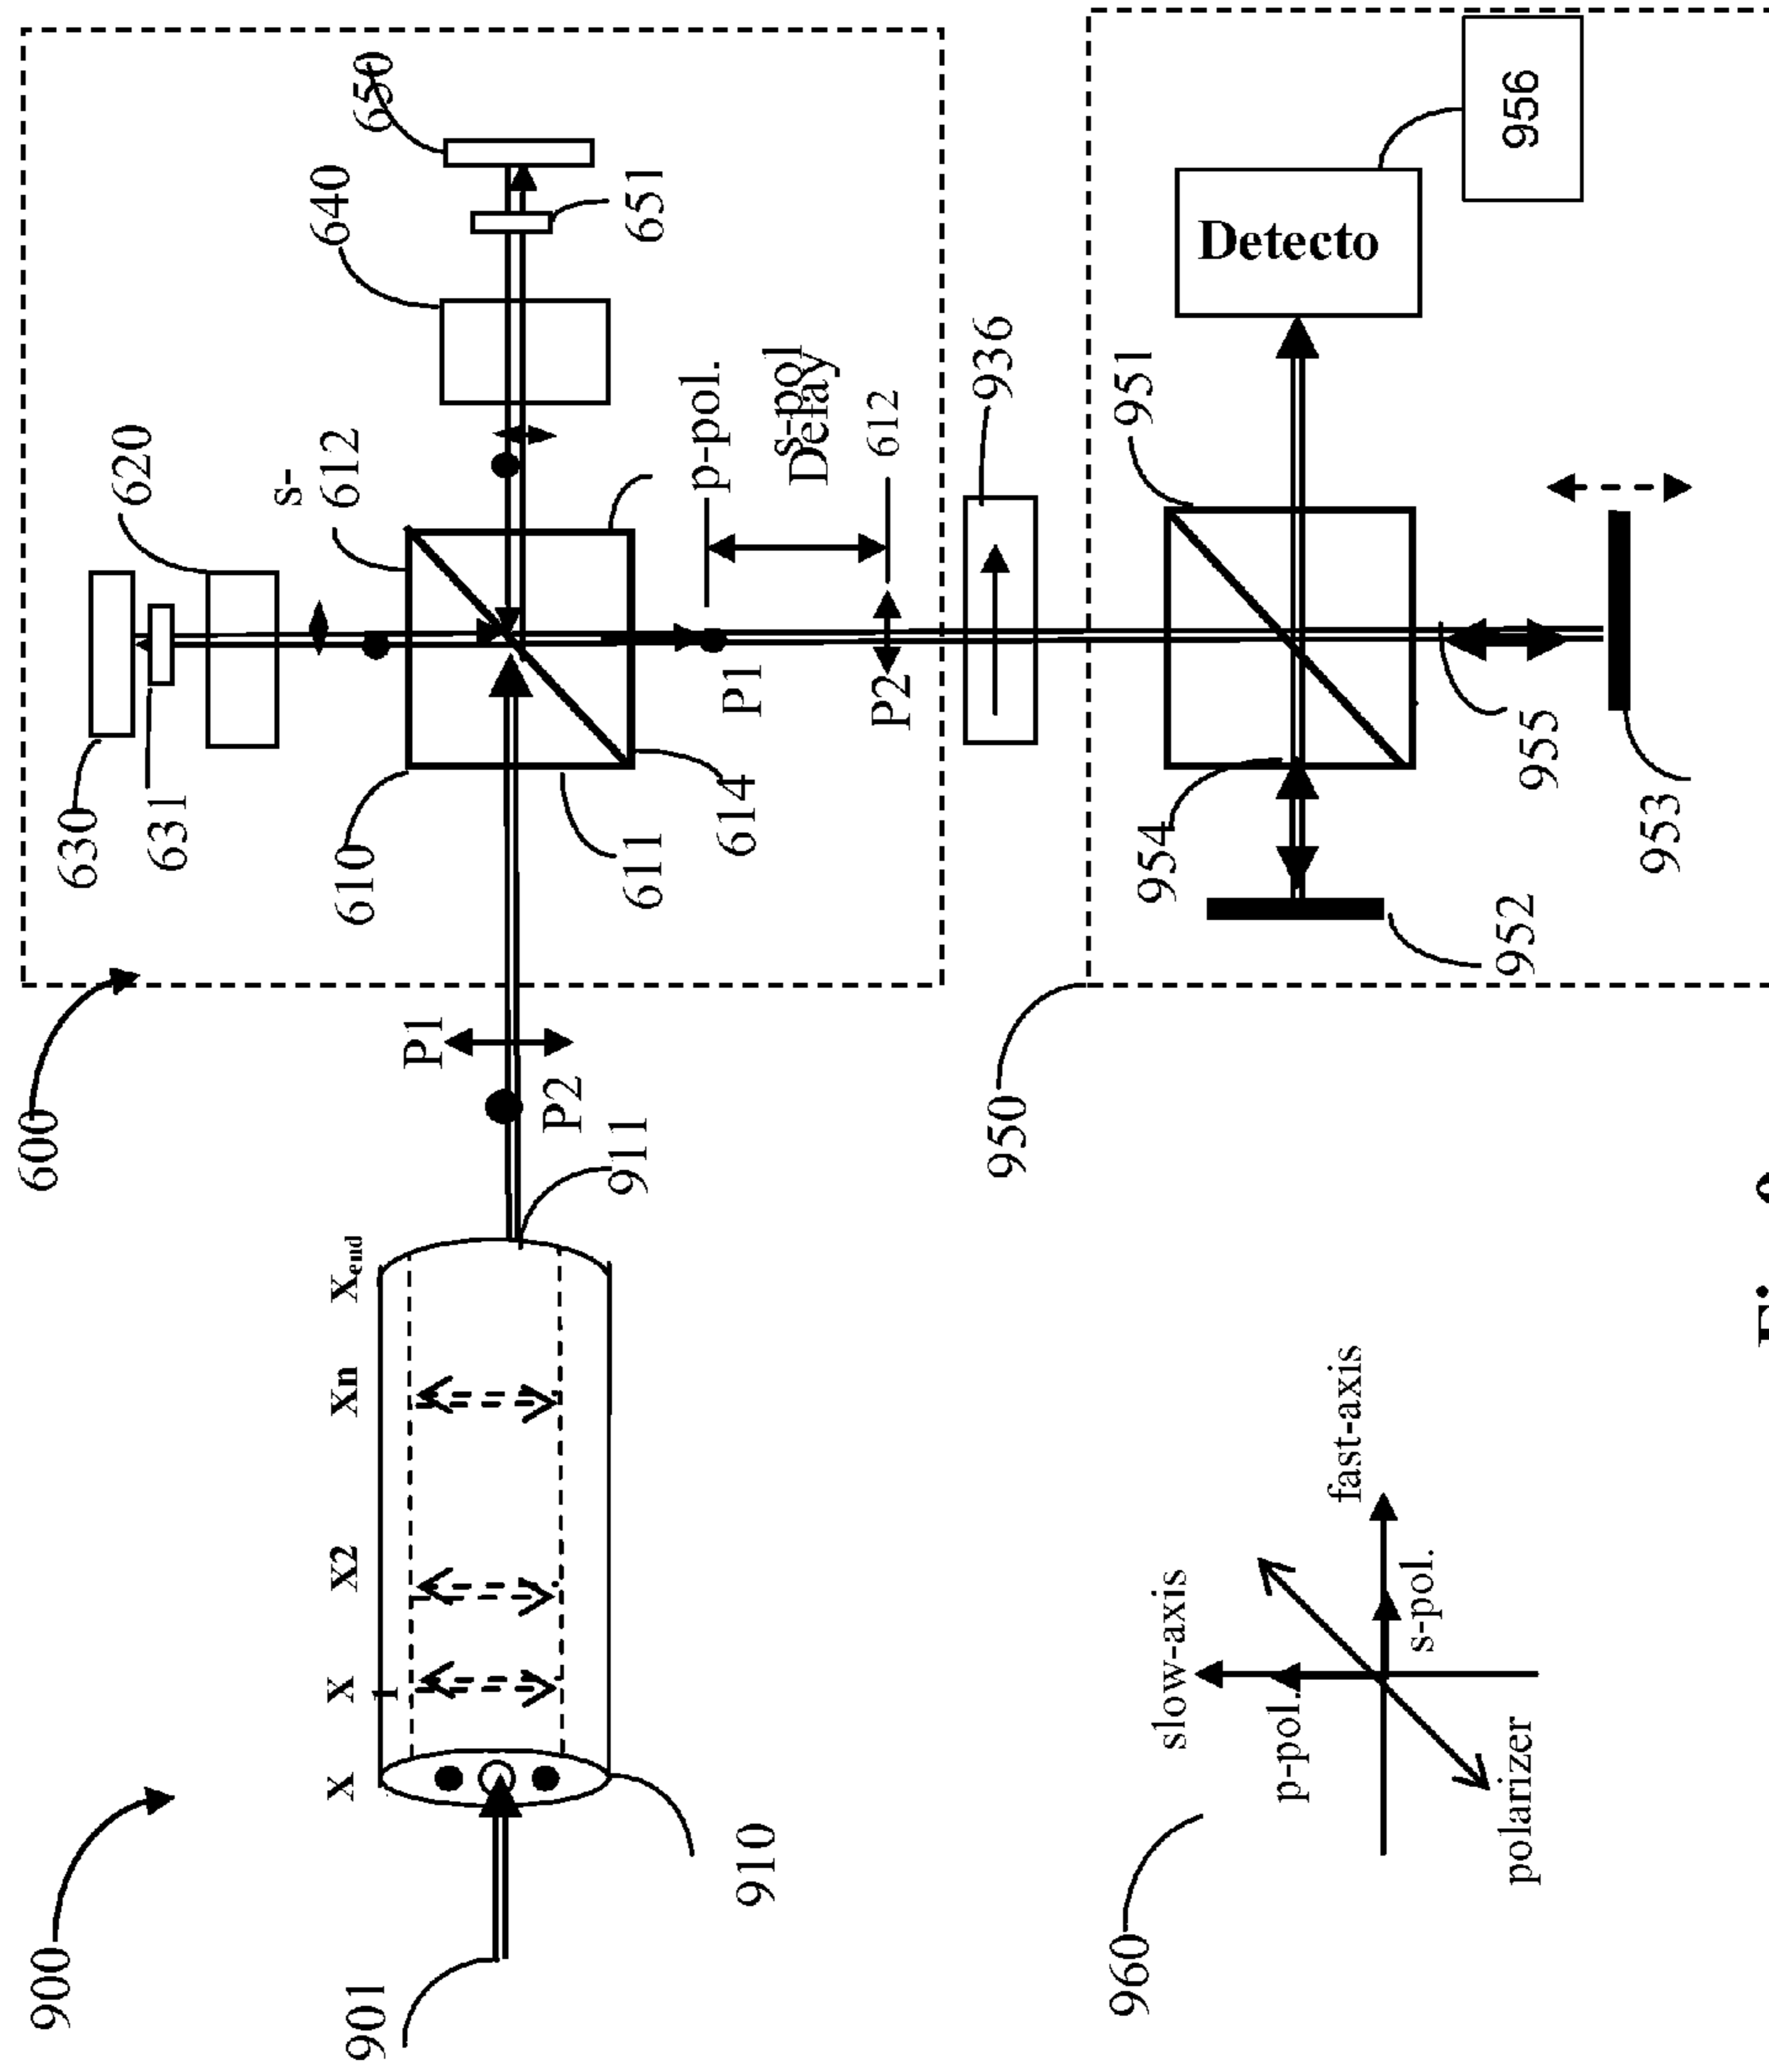 900
901
910
X
X
1
X2
Xn
X_end
911
P1
P2
600
630
631
620
610
611
614
s-
612
640
650
651
p-pol.
s-pol
Delay
612
P1
P2
936
950
951
952
953
954
955
956
Detecto
960
slow-axis
fast-axis
p-pol.
s-pol.
polarizer